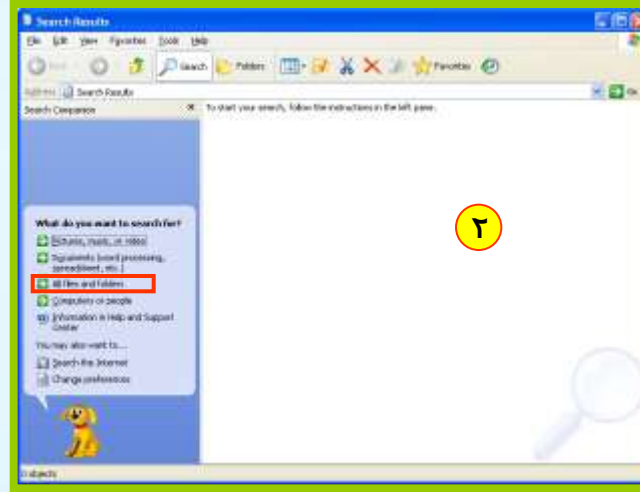 Search Results
File Edit View Favorites Tools Help
Search Folders Favorites
Address Search Results Go
Search Companion
To start your search, follow the instructions in the left pane.
What do you want to search for?
Pictures, music, or video
Documents (word processing, spreadsheet, etc.)
All files and folders
Computers or people
Information in Help and Support Center
You may also want to...
Search the Internet
Change preferences
۲
0 objects